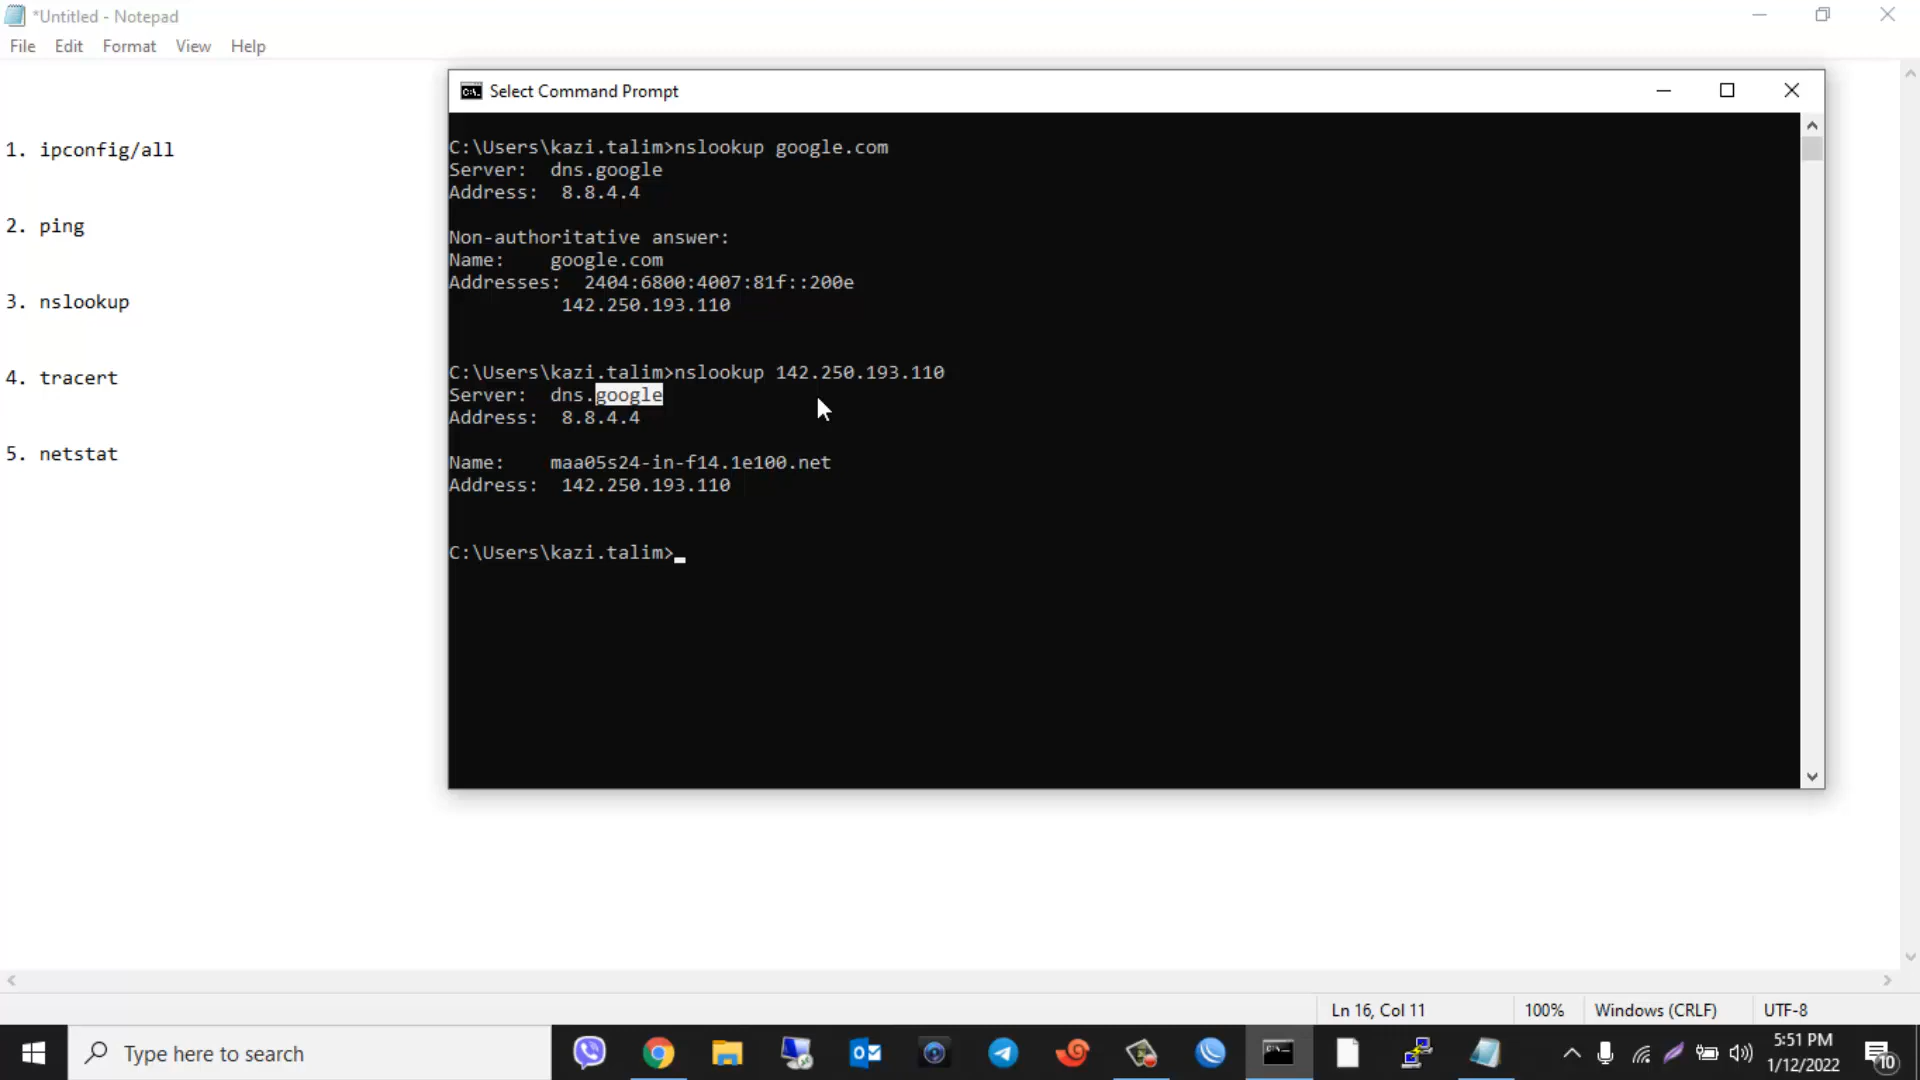 *Untitled - Notepad
File Edit Format View Help
1. ipconfig/all
2. ping
3. nslookup
4. tracert
5. netstat
Select Command Prompt
C:\Users\kazi.talim>nslookup google.com
Server:  dns.google
Address:  8.8.4.4
Non-authoritative answer:
Name:    google.com
Addresses:  2404:6800:4007:81f::200e
142.250.193.110
C:\Users\kazi.talim>nslookup 142.250.193.110
Server:  dns.google
Address:  8.8.4.4
Name:    maa05s24-in-f14.1e100.net
Address:  142.250.193.110
C:\Users\kazi.talim>
Ln 16, Col 11 100% Windows (CRLF) UTF-8
Type here to search
5:51 PM
1/12/2022
10